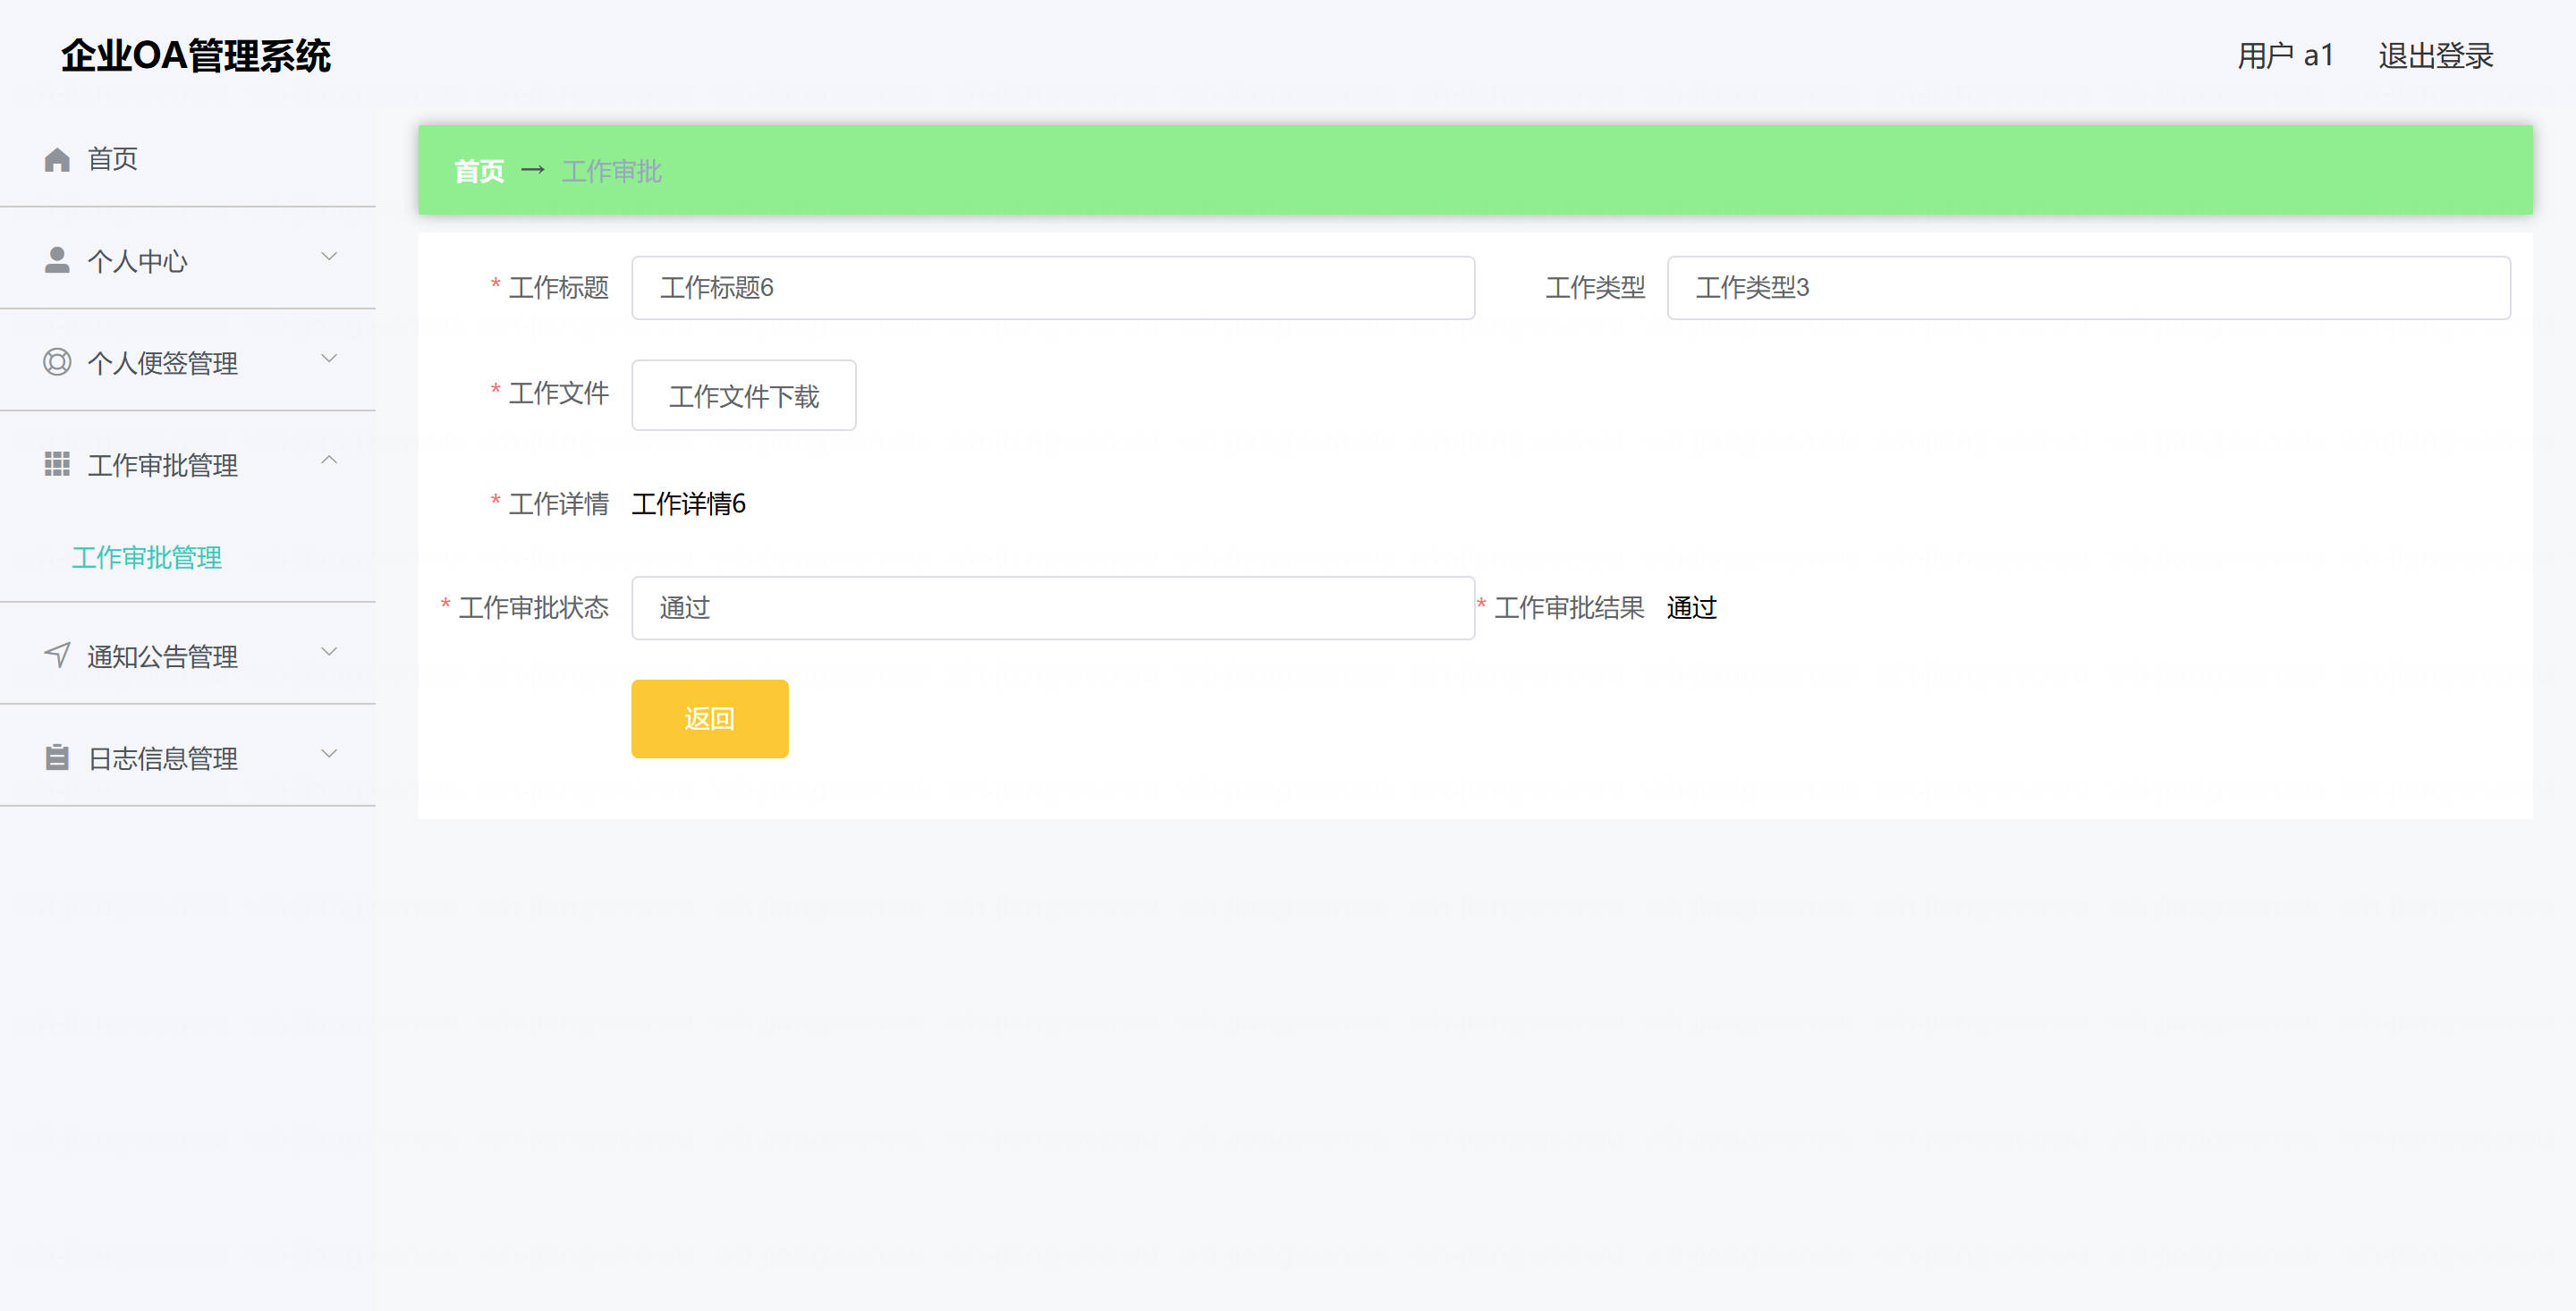 企业OA管理系统
用户 a1 退出登录
首页
个人中心
个人便签管理
工作审批管理
工作审批管理
通知公告管理
日志信息管理
首页 → 工作审批
* 工作标题 工作标题6 工作类型 工作类型3
* 工作文件 工作文件下载
* 工作详情 工作详情6
* 工作审批状态 通过 * 工作审批结果 通过
返回